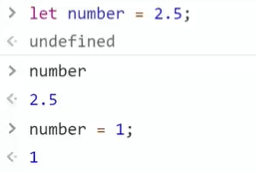 > let number = 2.5;
<· undefined
> number
<· 2.5
> number = 1;
<· 1